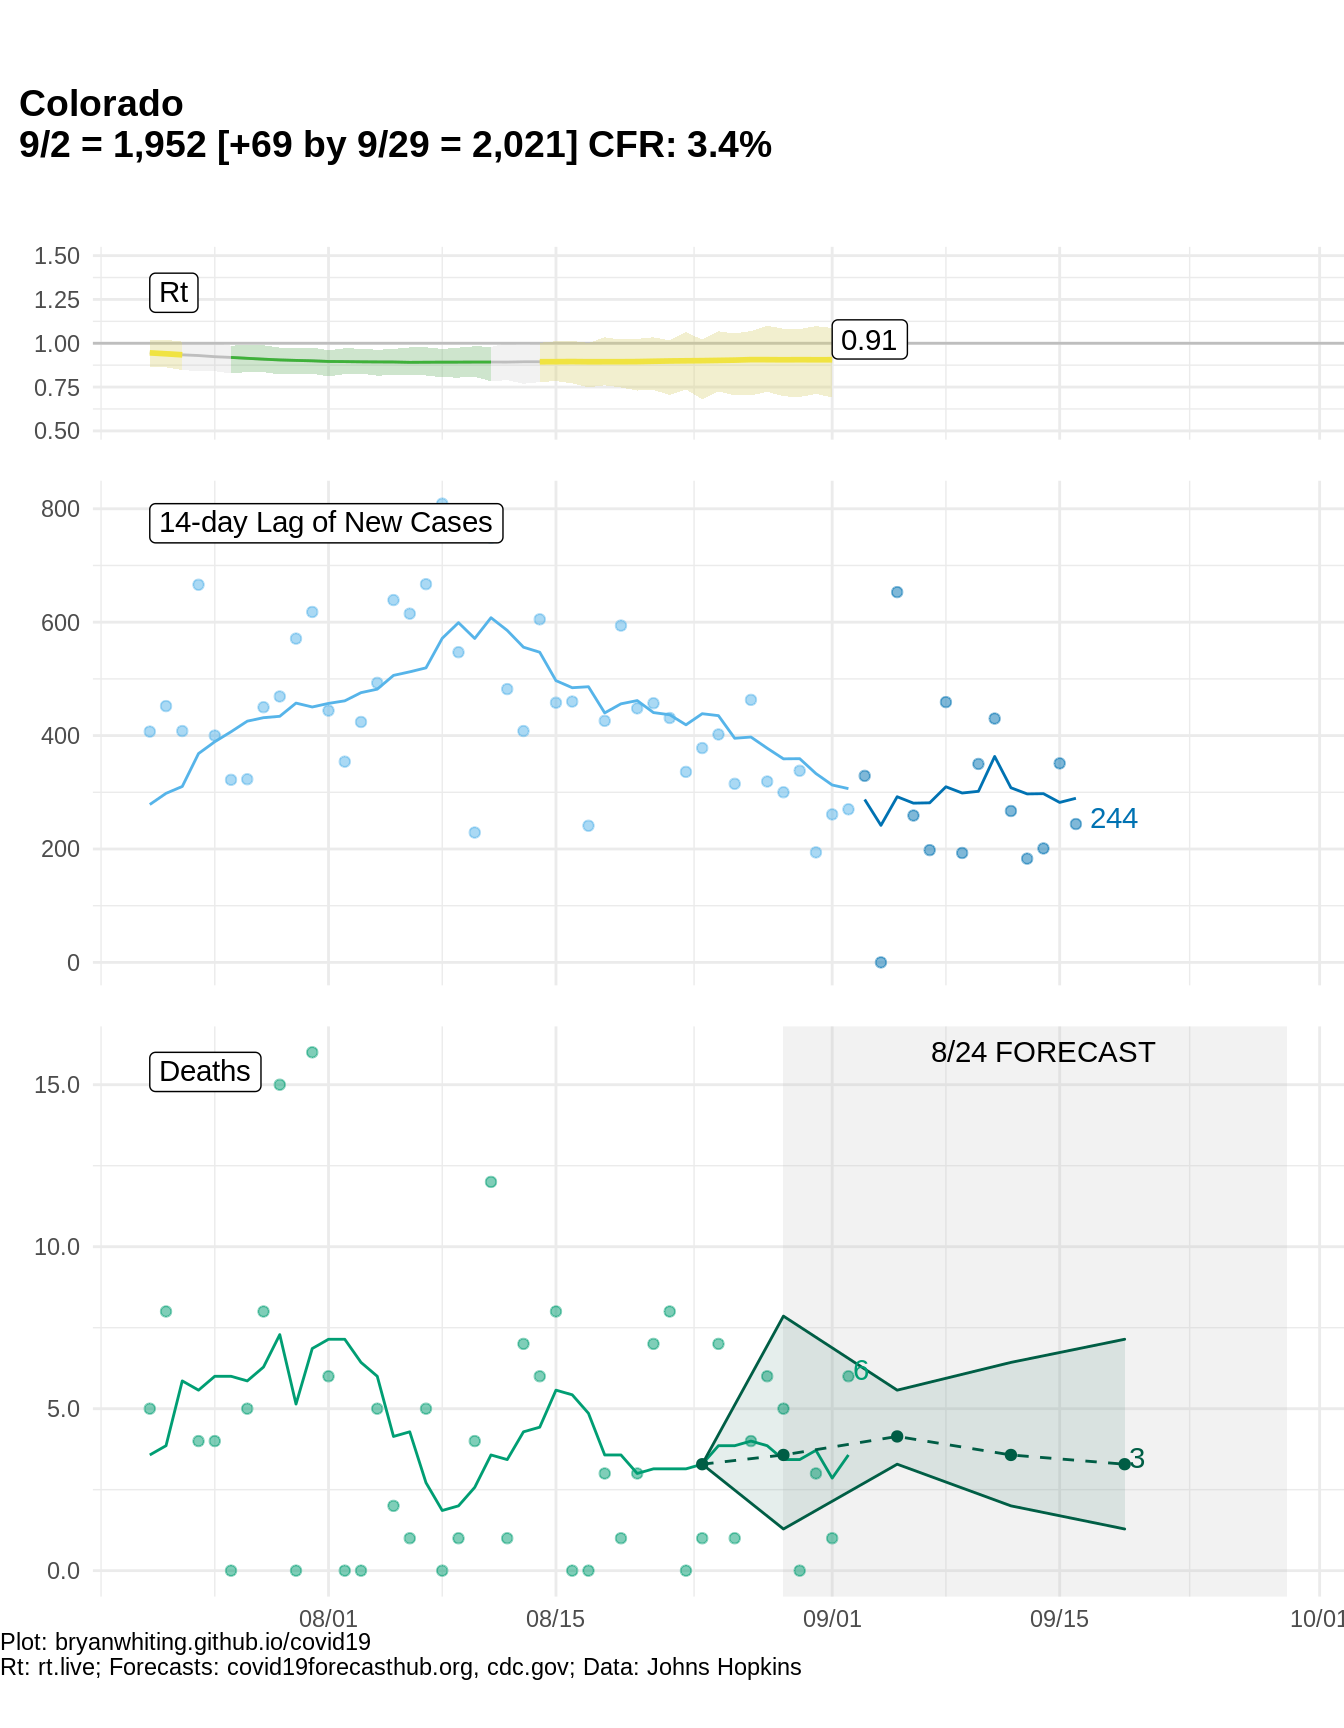 Colorado
9/2 = 1,952 [+69 by 9/29 = 2,021] CFR: 3.4%
1.50
1.25
1.00
0.75
0.50
Rt
0.91
800
600
400
200
0
14-day Lag of New Cases
244
15.0
10.0
5.0
0.0
Deaths
8/24 FORECAST
6
3
08/01
08/15
09/01
09/15
10/01
Plot: bryanwhiting.github.io/covid19
Rt: rt.live; Forecasts: covid19forecasthub.org, cdc.gov; Data: Johns Hopkins